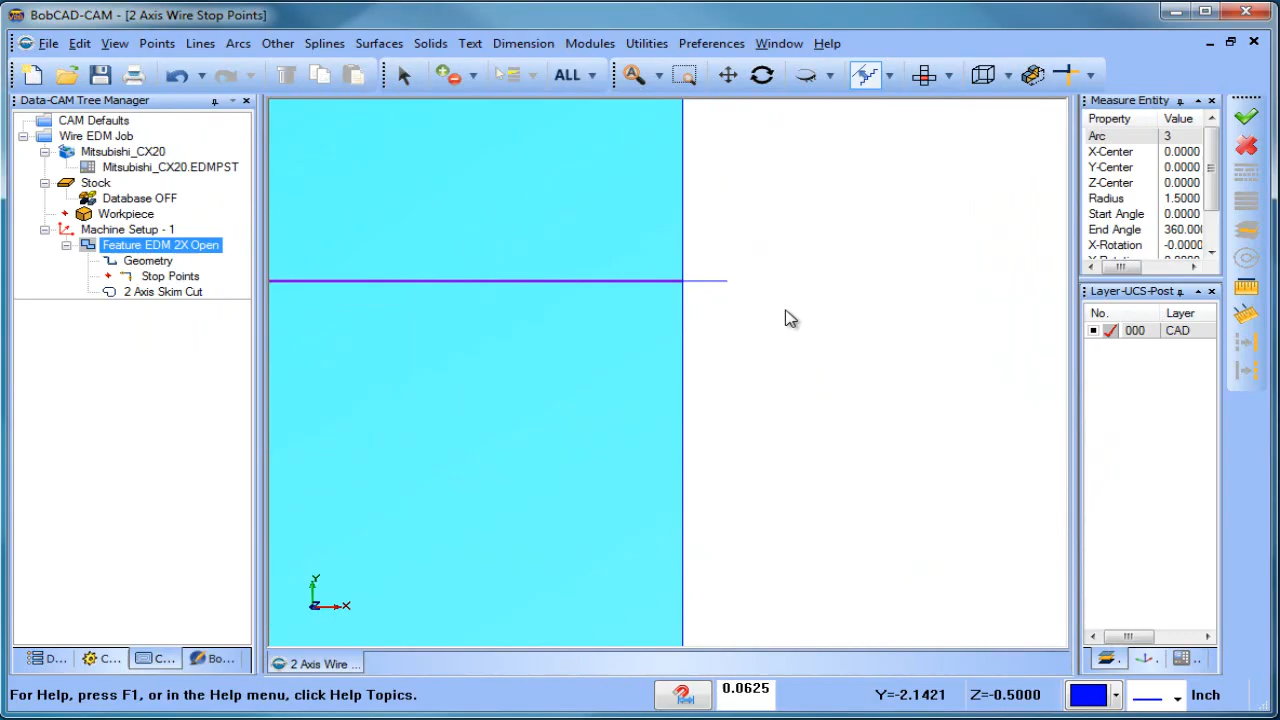 BobCAD-CAM - [2 Axis Wire Stop Points]
File Edit View Points Lines Arcs Other Splines Surfaces Solids Text Dimension Modules Utilities Preferences Window Help
ALL
Data-CAM Tree Manager
CAM Defaults
Wire EDM Job
Mitsubishi_CX20
Mitsubishi_CX20.EDMPST
Stock
Database OFF
Workpiece
Machine Setup - 1
Feature EDM 2X Open
Geometry
Stop Points
2 Axis Skim Cut
D... C... C... Bo...
Y
Z X
2 Axis Wire ...
Measure Entity
Property Value
Arc 3
X-Center 0.0000
Y-Center 0.0000
Z-Center 0.0000
Radius 1.5000
Start Angle 0.0000
End Angle 360.00
X-Rotation -0.0000
Layer-UCS-Post
No. Layer
000 CAD
For Help, press F1, or in the Help menu, click Help Topics.
0.0625
Y=-2.1421 Z=-0.5000
Inch